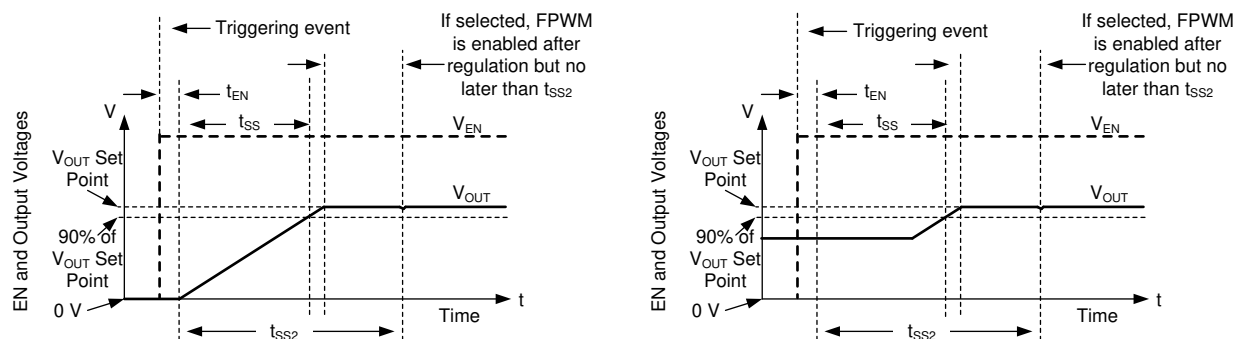 Triggering event
If selected, FPWM
is enabled after
regulation but no
later than tSS2
tEN
V
tSS
VEN
EN and Output Voltages
VOUT Set
Point
VOUT
90% of
VOUT Set
Point
0 V
t
Time
tSS2
Triggering event
If selected, FPWM
is enabled after
regulation but no
later than tSS2
tEN
V
tSS
VEN
EN and Output Voltages
VOUT Set
Point
VOUT
90% of
VOUT Set
Point
0 V
t
Time
tSS2